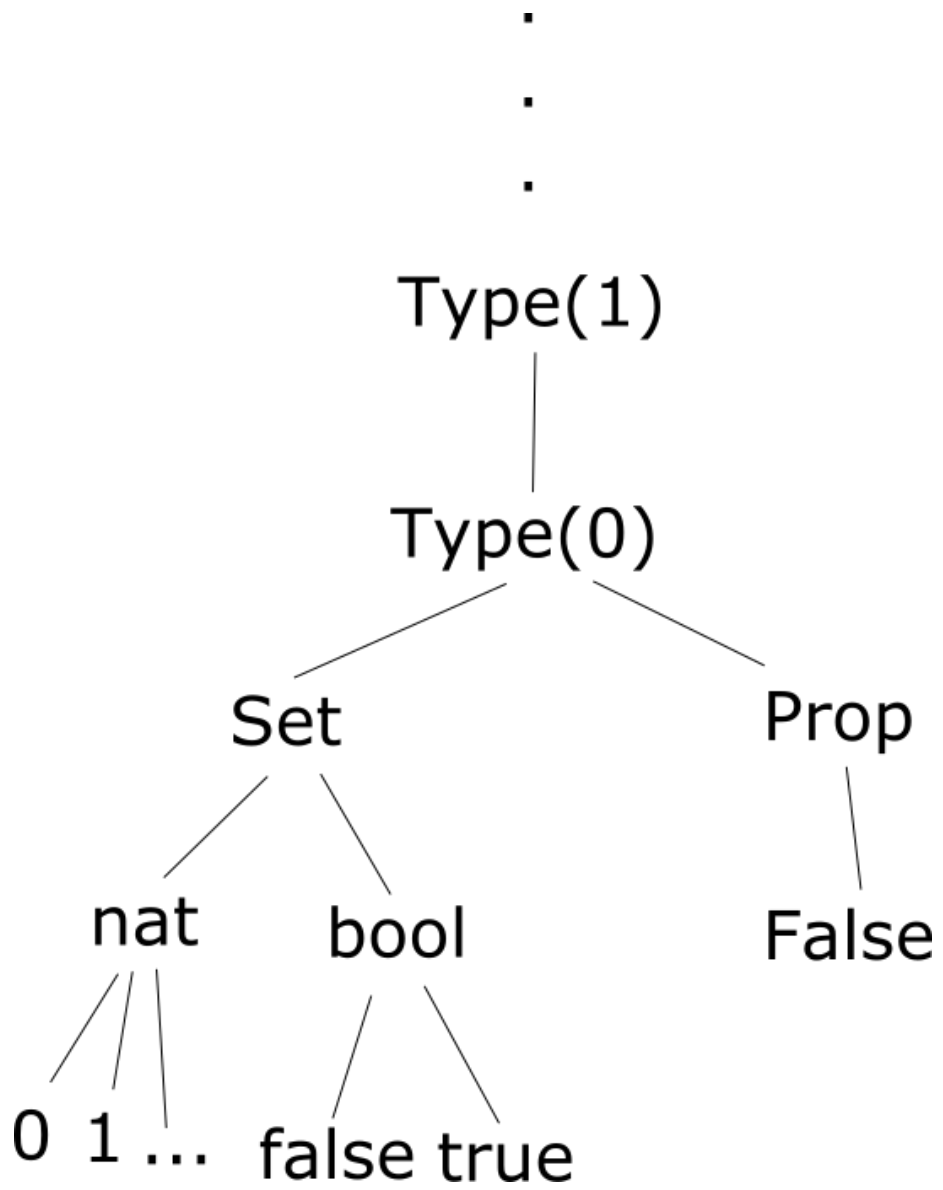 .
.
.
Type(1)
Type(0)
Set Prop
nat bool False
0 1 ... false true